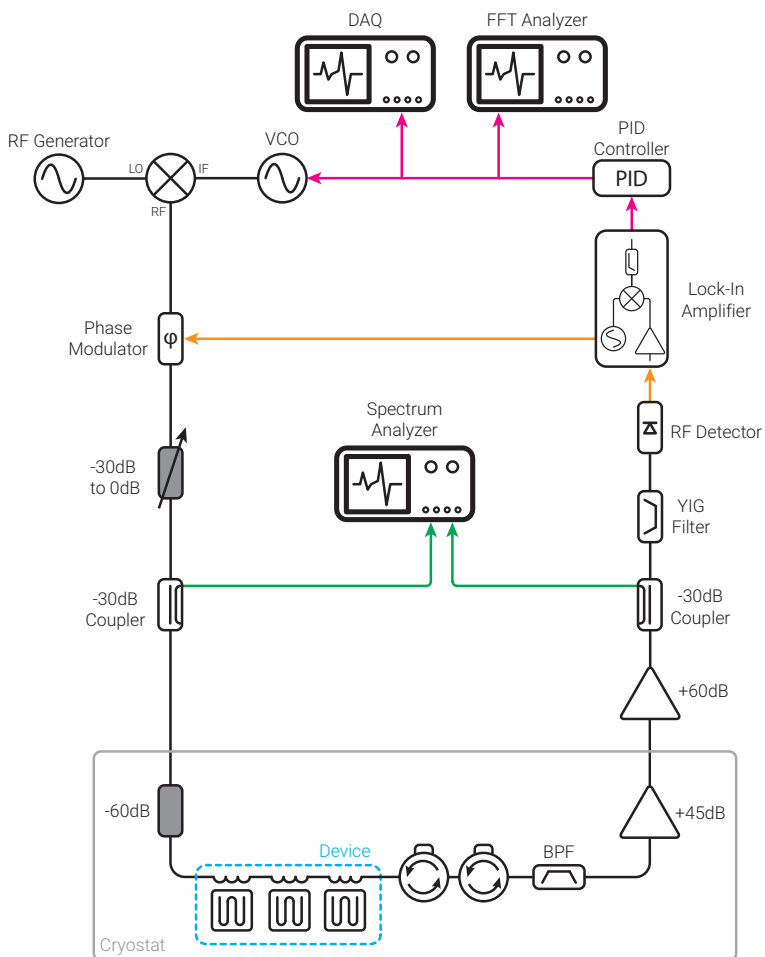 DAQ
FFT Analyzer
RF Generator
LO
IF
RF
VCO
PID
Controller
PID
Lock-In
Amplifier
Phase
Modulator
φ
RF Detector
Spectrum
Analyzer
-30dB
to 0dB
YIG
Filter
-30dB
Coupler
-30dB
Coupler
+60dB
-60dB
+45dB
Device
BPF
Cryostat